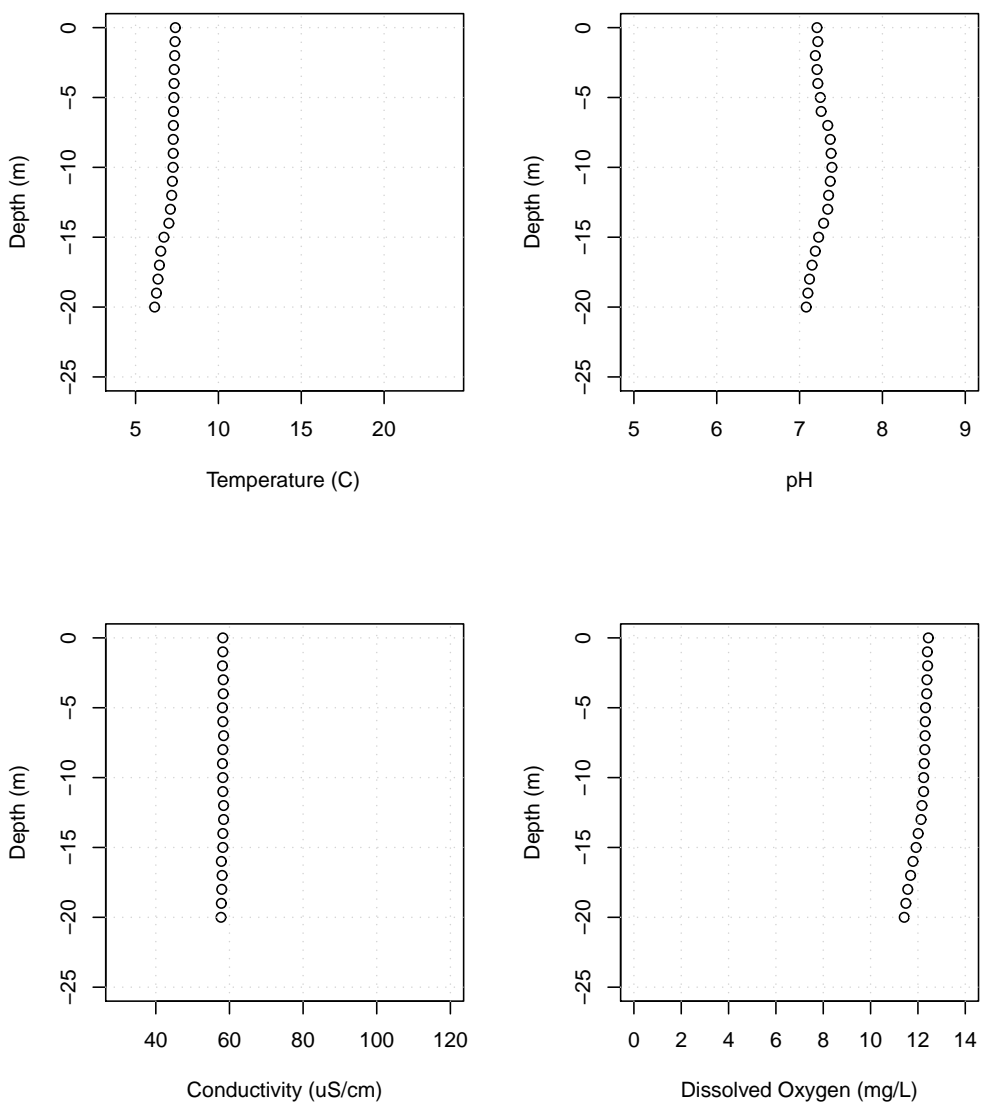 0
−5
−10
−15
−20
−25
Depth (m)
5 10 15 20
Temperature (C)
0
−5
−10
−15
−20
−25
Depth (m)
5 6 7 8 9
pH
0
−5
−10
−15
−20
−25
Depth (m)
40 60 80 100 120
Conductivity (uS/cm)
0
−5
−10
−15
−20
−25
Depth (m)
0 2 4 6 8 10 12 14
Dissolved Oxygen (mg/L)